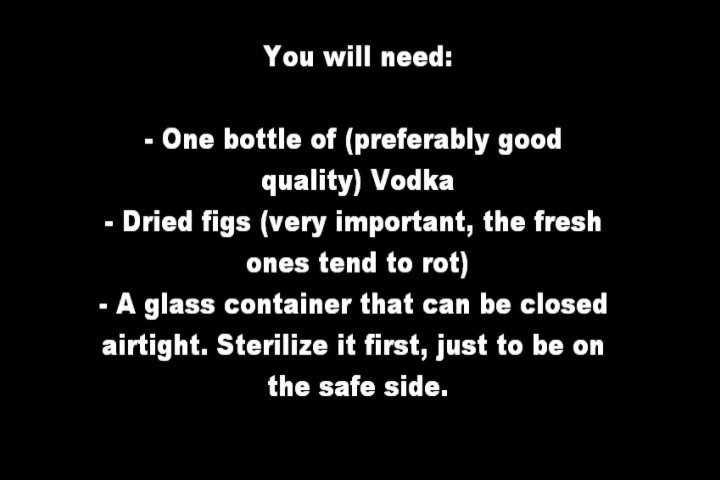 You will need:
- One bottle of (preferably good
quality) Vodka
- Dried figs (very important, the fresh
ones tend to rot)
- A glass container that can be closed
airtight. Sterilize it first, just to be on
the safe side.